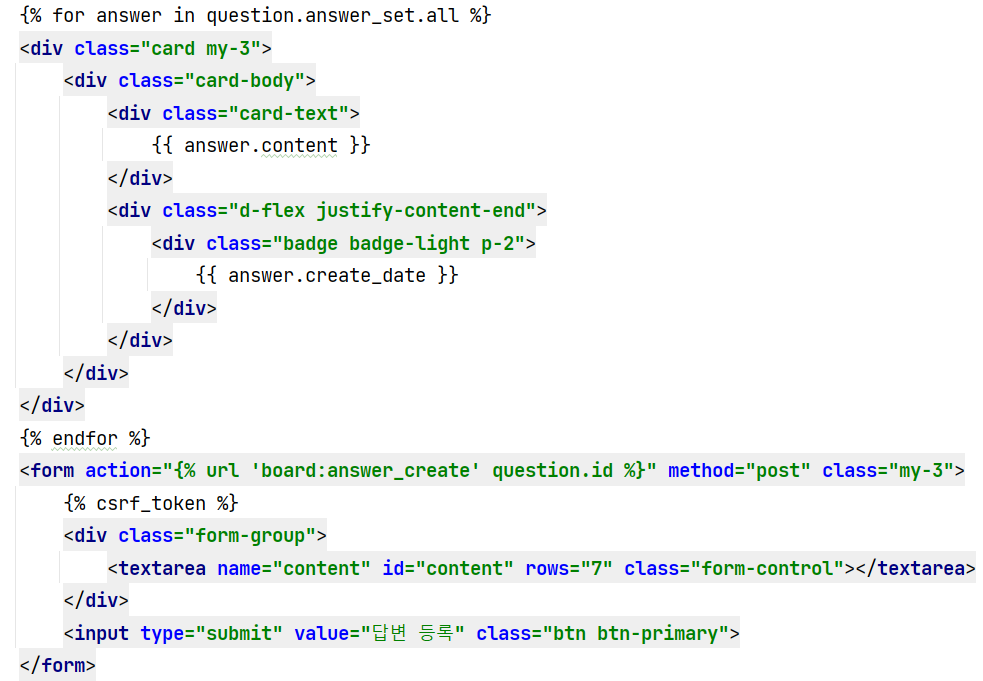 {% for answer in question.answer_set.all %}
<div class="card my-3">
    <div class="card-body">
        <div class="card-text">
            {{ answer.content }}
        </div>
        <div class="d-flex justify-content-end">
            <div class="badge badge-light p-2">
                {{ answer.create_date }}
            </div>
        </div>
    </div>
</div>
{% endfor %}
<form action="{% url 'board:answer_create' question.id %}" method="post" class="my-3">
    {% csrf_token %}
    <div class="form-group">
        <textarea name="content" id="content" rows="7" class="form-control"></textarea>
    </div>
    <input type="submit" value="답변 등록" class="btn btn-primary">
</form>